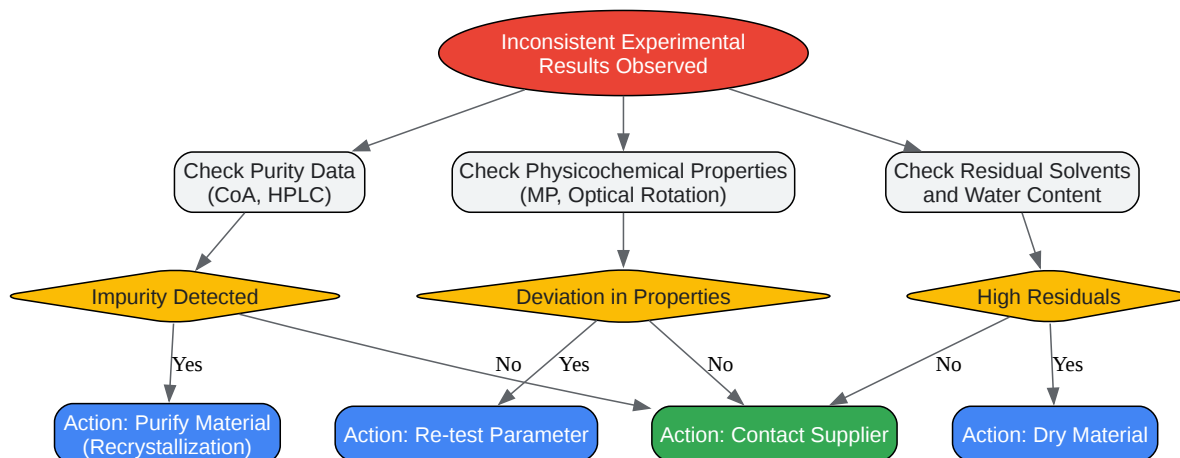 Inconsistent Experimental
Results Observed
Check Purity Data
(CoA, HPLC)
Check Physicochemical Properties
(MP, Optical Rotation)
Check Residual Solvents
and Water Content
Impurity Detected
Deviation in Properties
High Residuals
Yes
No
Yes
No
No
Yes
Action: Purify Material
(Recrystallization)
Action: Re-test Parameter
Action: Contact Supplier
Action: Dry Material